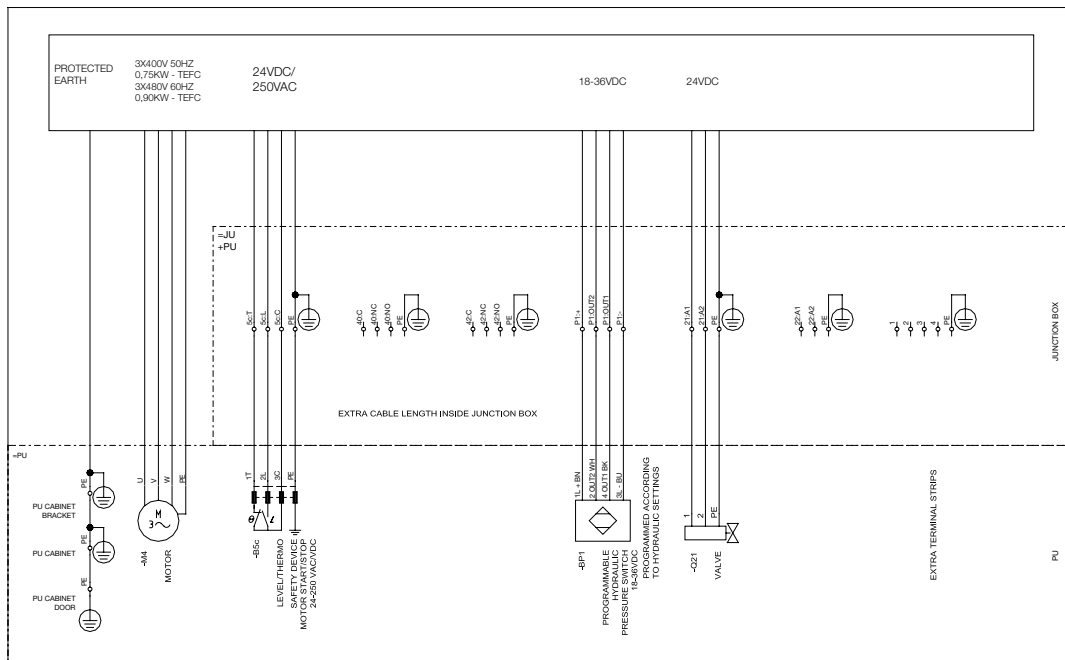 PROTECTED
EARTH
3X400V 50HZ
0,75KW - TEFC
3X480V 60HZ
0,90KW - TEFC
24VDC/
250VAC
18-36VDC
24VDC
=JU
+PU
5c:T
5c:L
5c:C
PE
40:C
40:NC
40:NO
PE
42:C
42:NC
42:NO
PE
P1:+
P1:OUT2
P1:OUT1
P1:-
21:A1
21:A2
PE
22:A1
22:A2
PE
1
2
3
4
PE
JUNCTION BOX
EXTRA CABLE LENGTH INSIDE JUNCTION BOX
=PU
PE
PU CABINET
BRACKET
PE
PU CABINET
PE
PU CABINET
DOOR
U
V
W
PE
M
3
-M4
MOTOR
1T
2L
3C
PE
-B5c
LEVEL/THERMO
SAFETY DEVICE
MOTOR START/STOP
24-250 VAC/VDC
1L + BN
2 OUT2 WH
4 OUT1 BK
3L - BU
-BP1
PROGRAMMABLE
HYDRAULIC
PRESSURE SWITCH
18-36VDC
PROGRAMMED ACCORDING
TO HYDRAULIC SETTINGS
1
2
PE
-Q21
VALVE
EXTRA TERMINAL STRIPS
PU